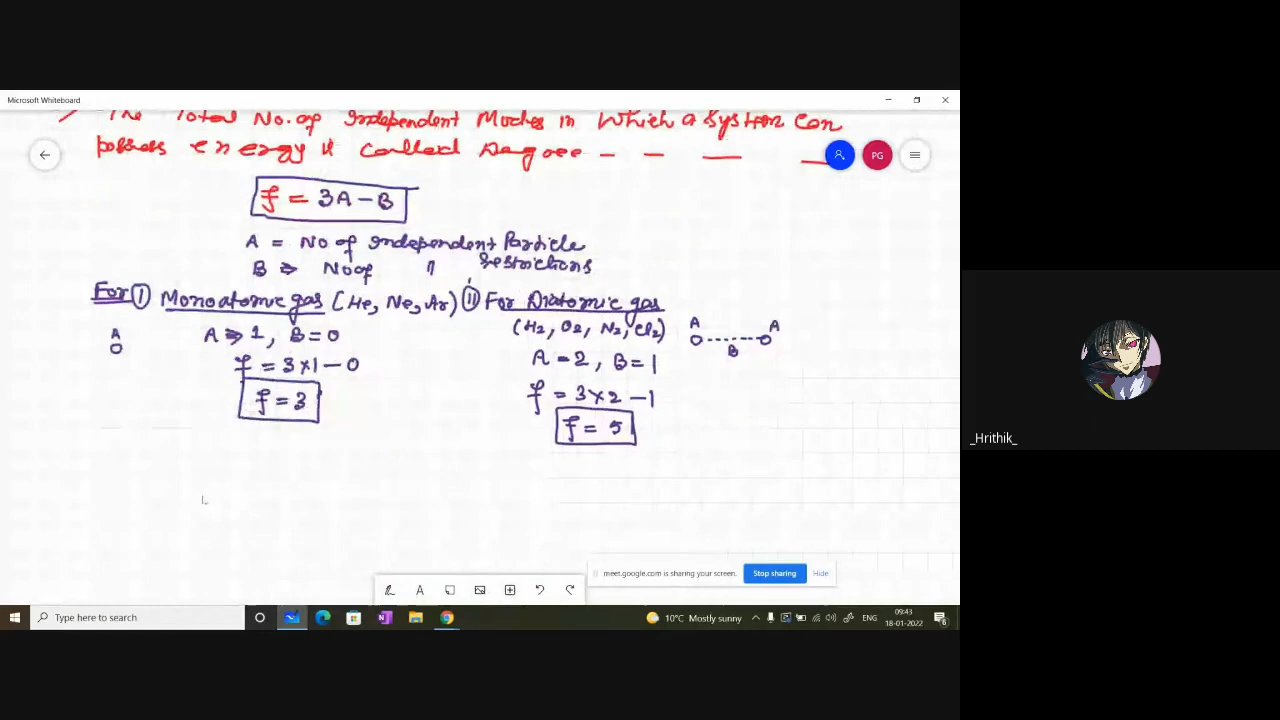 Microsoft Whiteboard
The Total No. of Independent Modes in Which a System Can
possess energy is called Degree - - - -
PG
f = 3A - B
A = No of Independent Particle
B ⇒ No of 〃 Restrictions
For (i) Monoatomic gas (He, Ne, Ar) (ii) For Diatomic gas
(H2, O2, N2, Cl2)
A
A A
B
A ⇒ 1, B = 0
A = 2, B = 1
f = 3×1 - 0
f = 3×2 - 1
f = 3
f = 5
_Hrithik_
meet.google.com is sharing your screen. Stop sharing Hide
A
Type here to search
10°C Mostly sunny ENG 09:43
18-01-2022
6